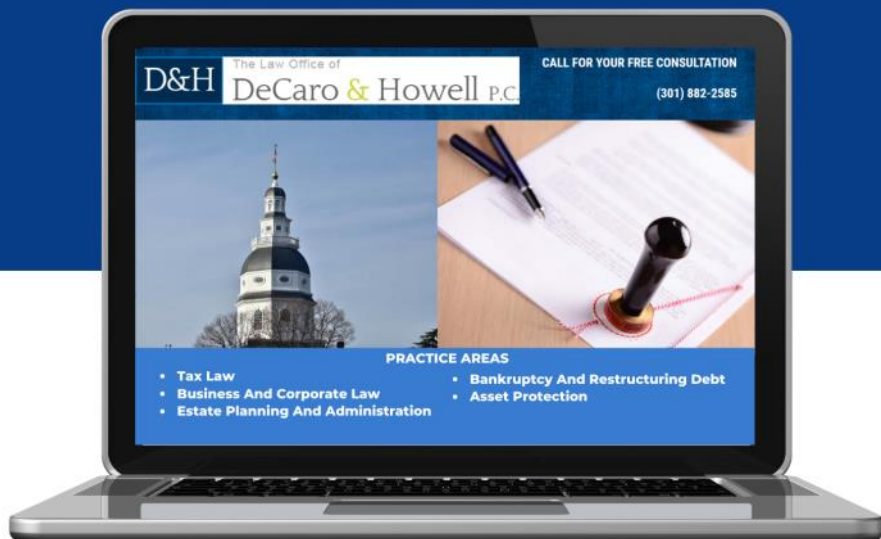 D&H
The Law Office of
DeCaro & Howell P.C.
CALL FOR YOUR FREE CONSULTATION
(301) 882-2585
PRACTICE AREAS
• Tax Law
• Business And Corporate Law
• Estate Planning And Administration
• Bankruptcy And Restructuring Debt
• Asset Protection